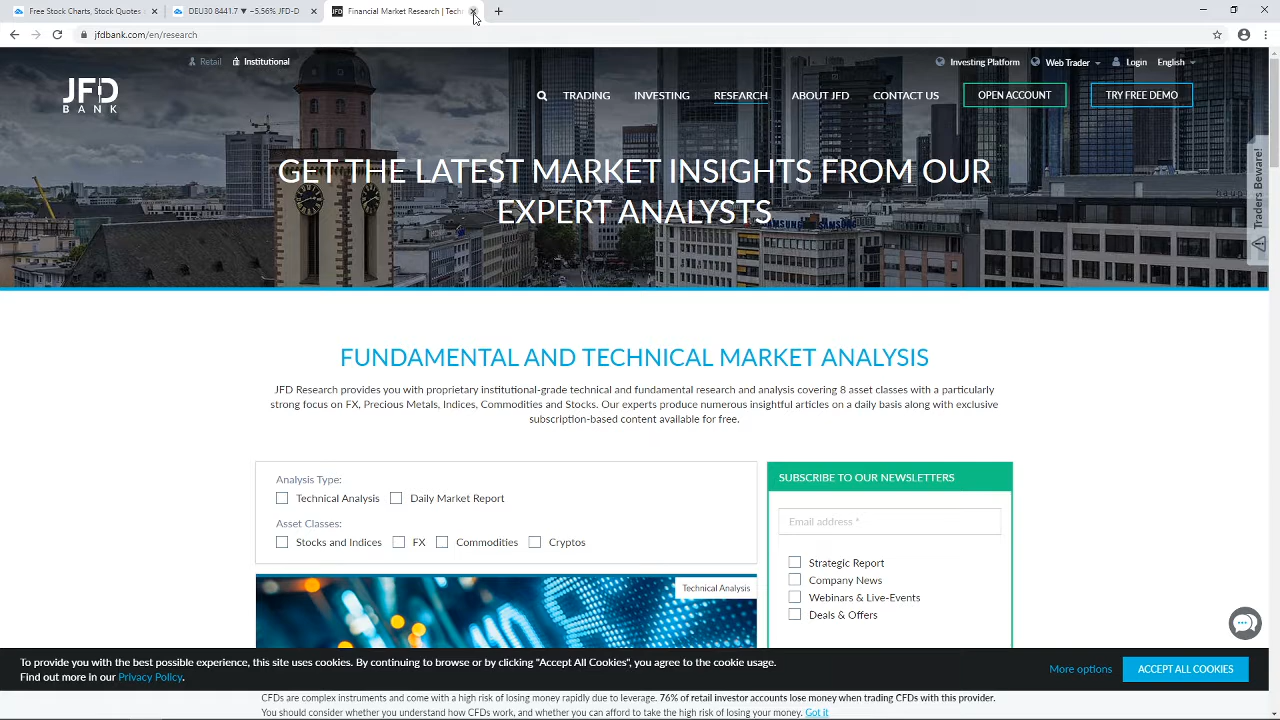 Free Stock Charts, Stock Quotes
DEU30 8441.7 ▼ −5.56% JFD-D
JFD Financial Market Research | Tech
jfdbank.com/en/research
Retail Institutional
Investing Platform Web Trader Login English
JFD BANK
TRADING INVESTING RESEARCH ABOUT JFD CONTACT US OPEN ACCOUNT TRY FREE DEMO
Traders Beware!
GET THE LATEST MARKET INSIGHTS FROM OUR
EXPERT ANALYSTS
SAMSUNG SAMSUNG
FUNDAMENTAL AND TECHNICAL MARKET ANALYSIS
JFD Research provides you with proprietary institutional-grade technical and fundamental research and analysis covering 8 asset classes with a particularly
strong focus on FX, Precious Metals, Indices, Commodities and Stocks. Our experts produce numerous insightful articles on a daily basis along with exclusive
subscription-based content available for free.
Analysis Type:
Technical Analysis Daily Market Report
Asset Classes:
Stocks and Indices FX Commodities Cryptos
Technical Analysis
SUBSCRIBE TO OUR NEWSLETTERS
Email address *
Strategic Report
Company News
Webinars & Live-Events
Deals & Offers
To provide you with the best possible experience, this site uses cookies. By continuing to browse or by clicking "Accept All Cookies", you agree to the cookie usage.
Find out more in our Privacy Policy.
More options ACCEPT ALL COOKIES
CFDs are complex instruments and come with a high risk of losing money rapidly due to leverage. 76% of retail investor accounts lose money when trading CFDs with this provider.
You should consider whether you understand how CFDs work, and whether you can afford to take the high risk of losing your money. Got it